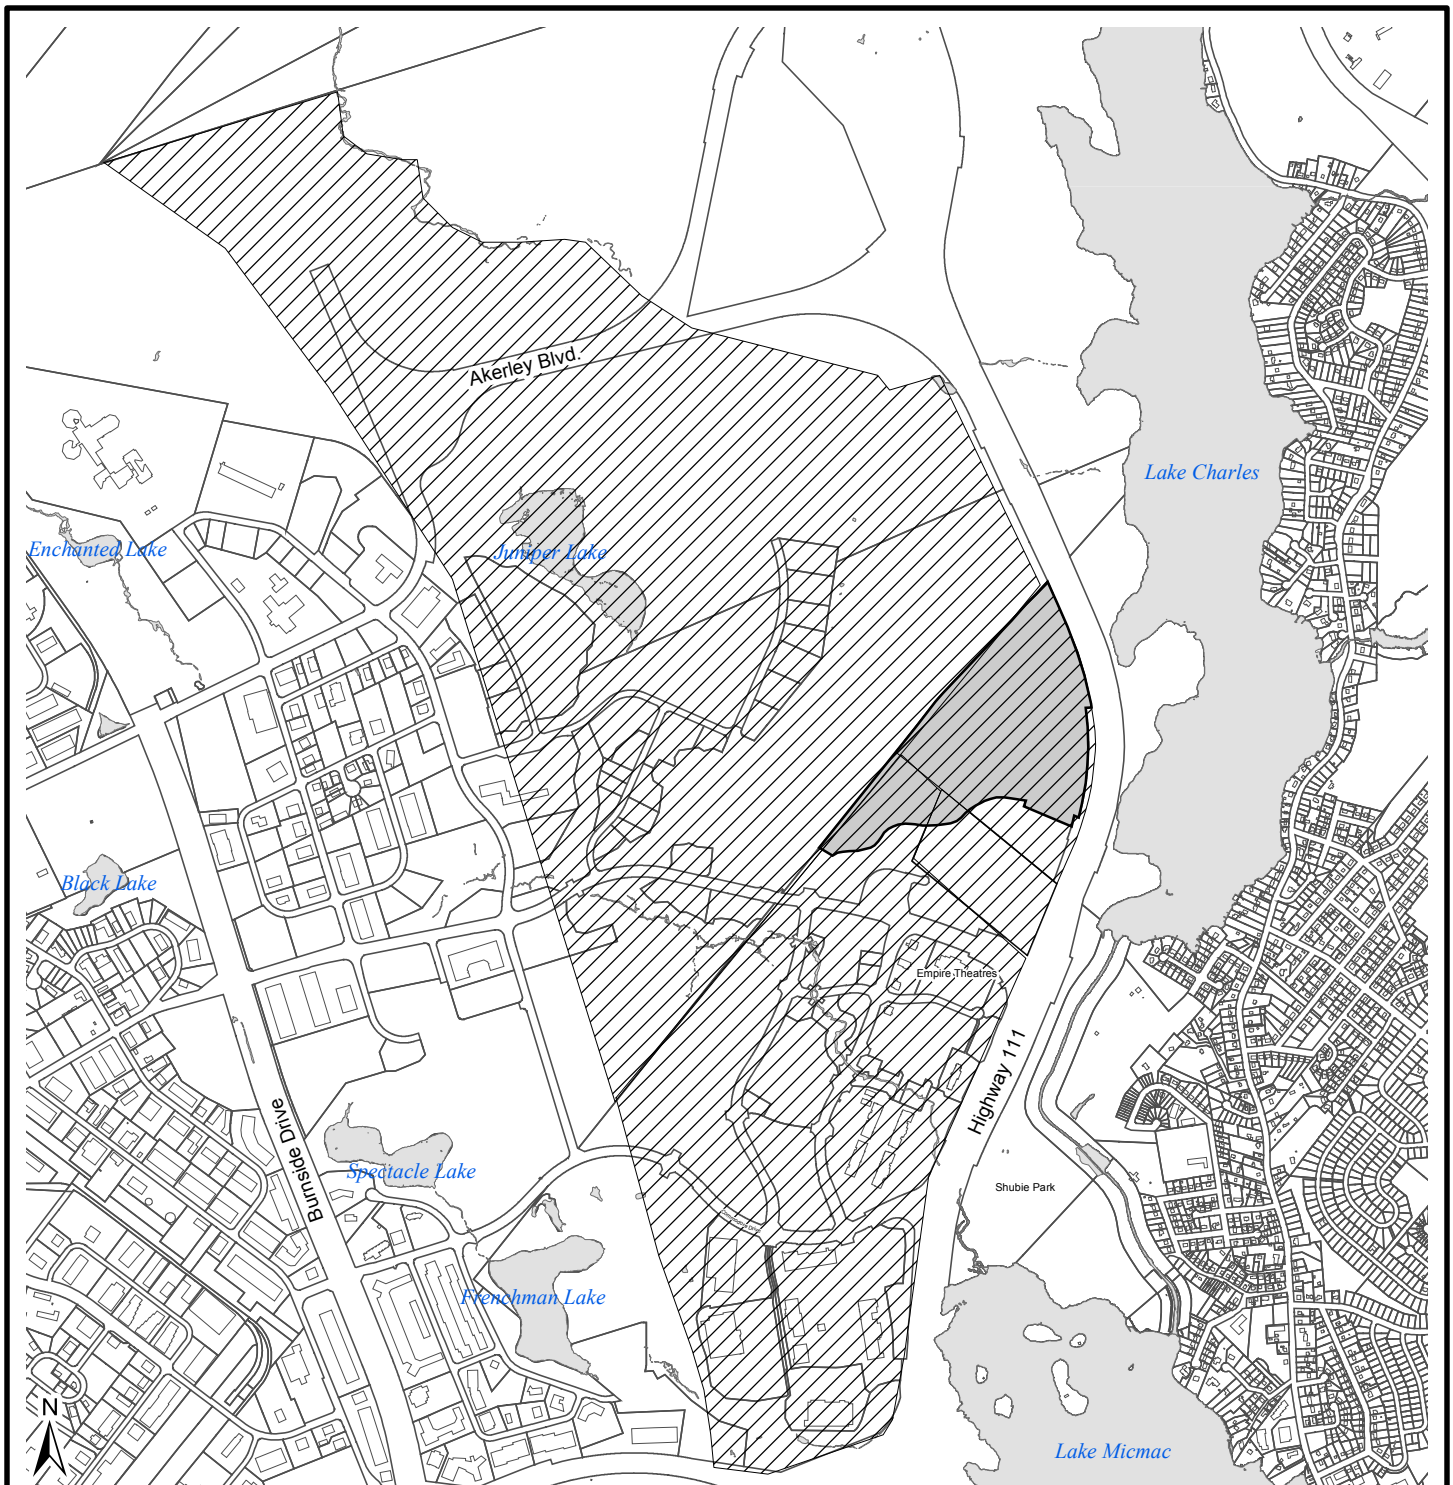 Akerley Blvd.
Lake Charles
Enchanted Lake
Juniper Lake
Black Lake
Empire Theatres
Highway 111
Burnside Drive
Spectacle Lake
Shubie Park
Frenchman Lake
N
Lake Micmac